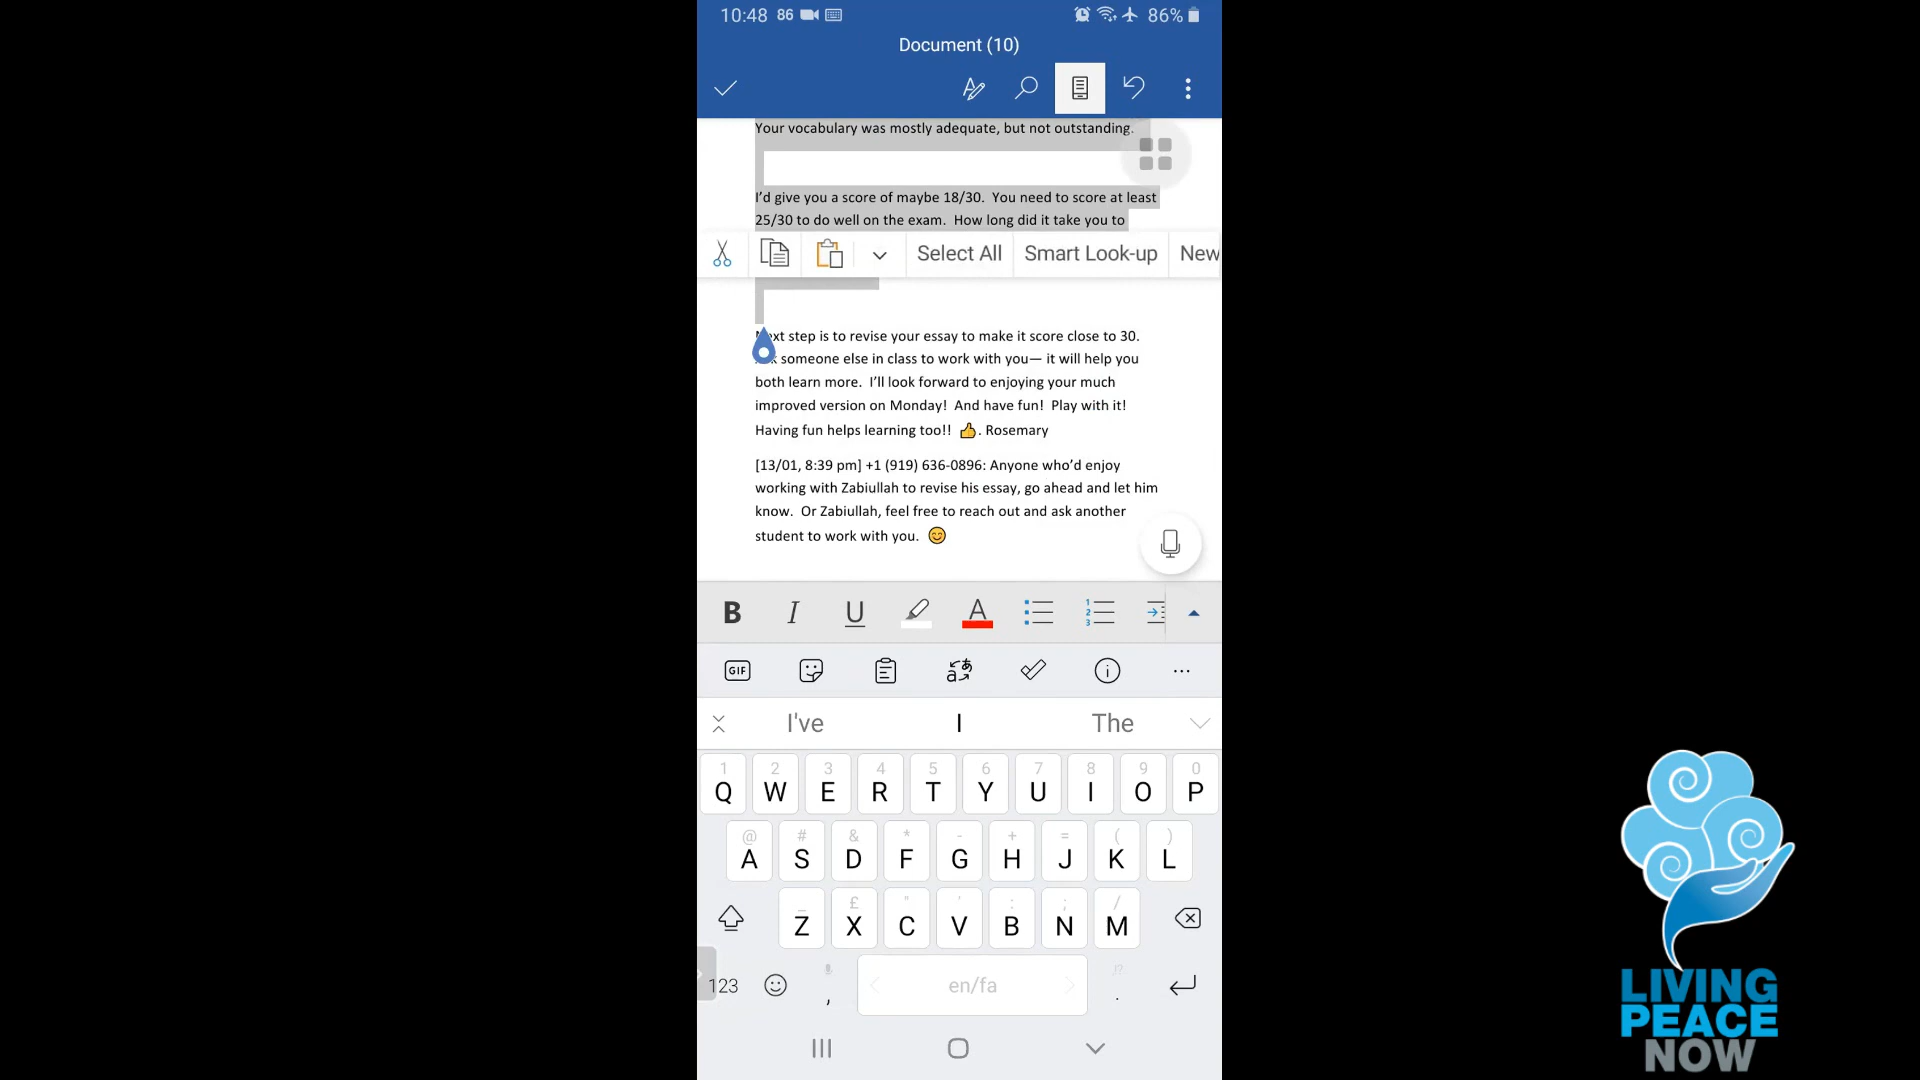 10:48 86 86%
Document (10)
Your vocabulary was mostly adequate, but not outstanding.
I'd give you a score of maybe 18/30. You need to score at least
25/30 to do well on the exam. How long did it take you to
Select All Smart Look-up New
Next step is to revise your essay to make it score close to 30.
someone else in class to work with you— it will help you
both learn more. I'll look forward to enjoying your much
improved version on Monday! And have fun! Play with it!
Having fun helps learning too!! 👍. Rosemary
[13/01, 8:39 pm] +1 (919) 636-0896: Anyone who'd enjoy
working with Zabiullah to revise his essay, go ahead and let him
know. Or Zabiullah, feel free to reach out and ask another
student to work with you. 😊
B I U A
GIF
I've I The
1 2 3 4 5 6 7 8 9 0
Q W E R T Y U I O P
@ # & * - + = ( )
A S D F G H J K L
_ £ " ' : ; /
Z X C V B N M
123 , en/fa .
LIVING
PEACE
NOW